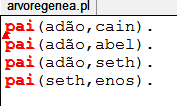 arvoregenea.pl
pai(adão,cain).
pai(adão,abel).
pai(adão,seth).
pai(seth,enos).